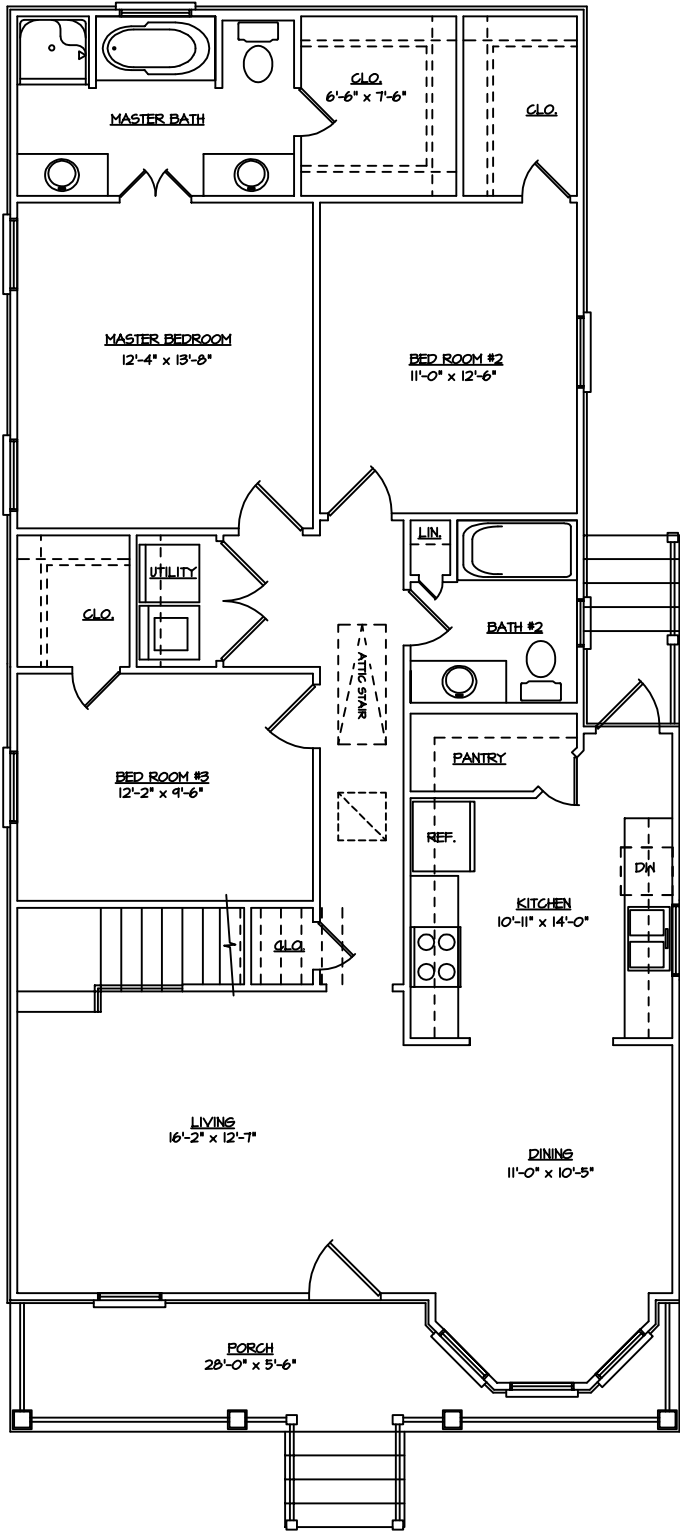 CLO.
6'-6" x 7'-6"
CLO.
MASTER BATH
MASTER BEDROOM
12'-4" x 13'-8"
BED ROOM #2
11'-0" x 12'-6"
LIN.
UTILITY
CLO.
BATH #2
ATTIC STAIR
PANTRY
BED ROOM #3
12'-2" x 9'-6"
REF.
DW
KITCHEN
10'-11" x 14'-0"
CLO.
LIVING
16'-2" x 12'-7"
DINING
11'-0" x 10'-5"
PORCH
28'-0" x 5'-6"